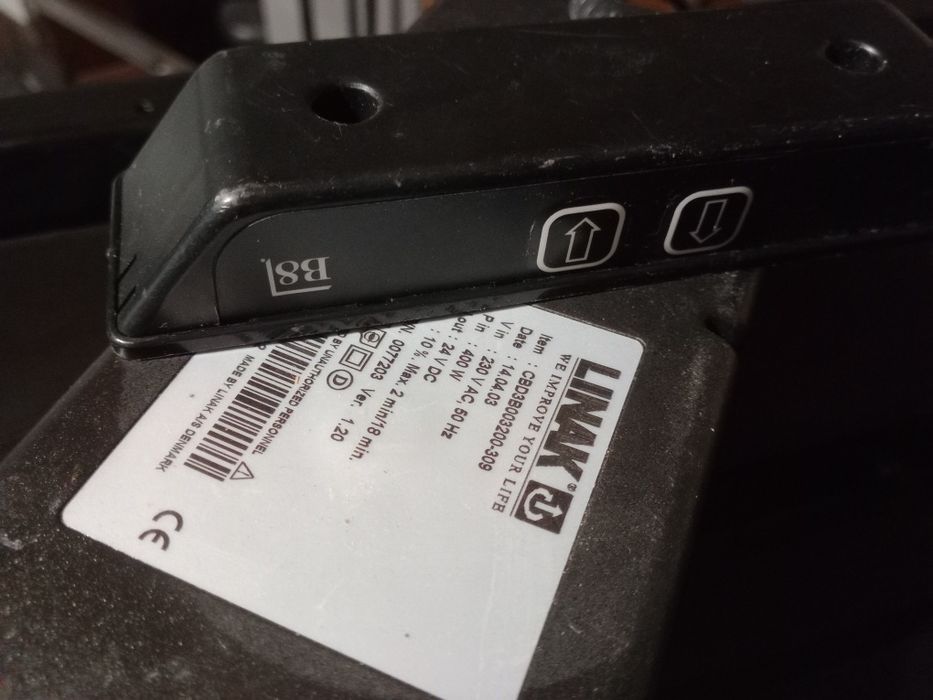 B8
LINAK®
WE IMPROVE YOUR LIFE
Item : CBD3B003200-309
Date : 14.04.03
V in : 230 V AC, 50 Hz
P in : 400 W
out : 24 V DC
10 %. Max. 2 min/18 min.
0077203 Ver. 1.20
D
BY UNAUTHORIZED PERSONNEL
MADE BY LINAK A/S DENMARK
CE